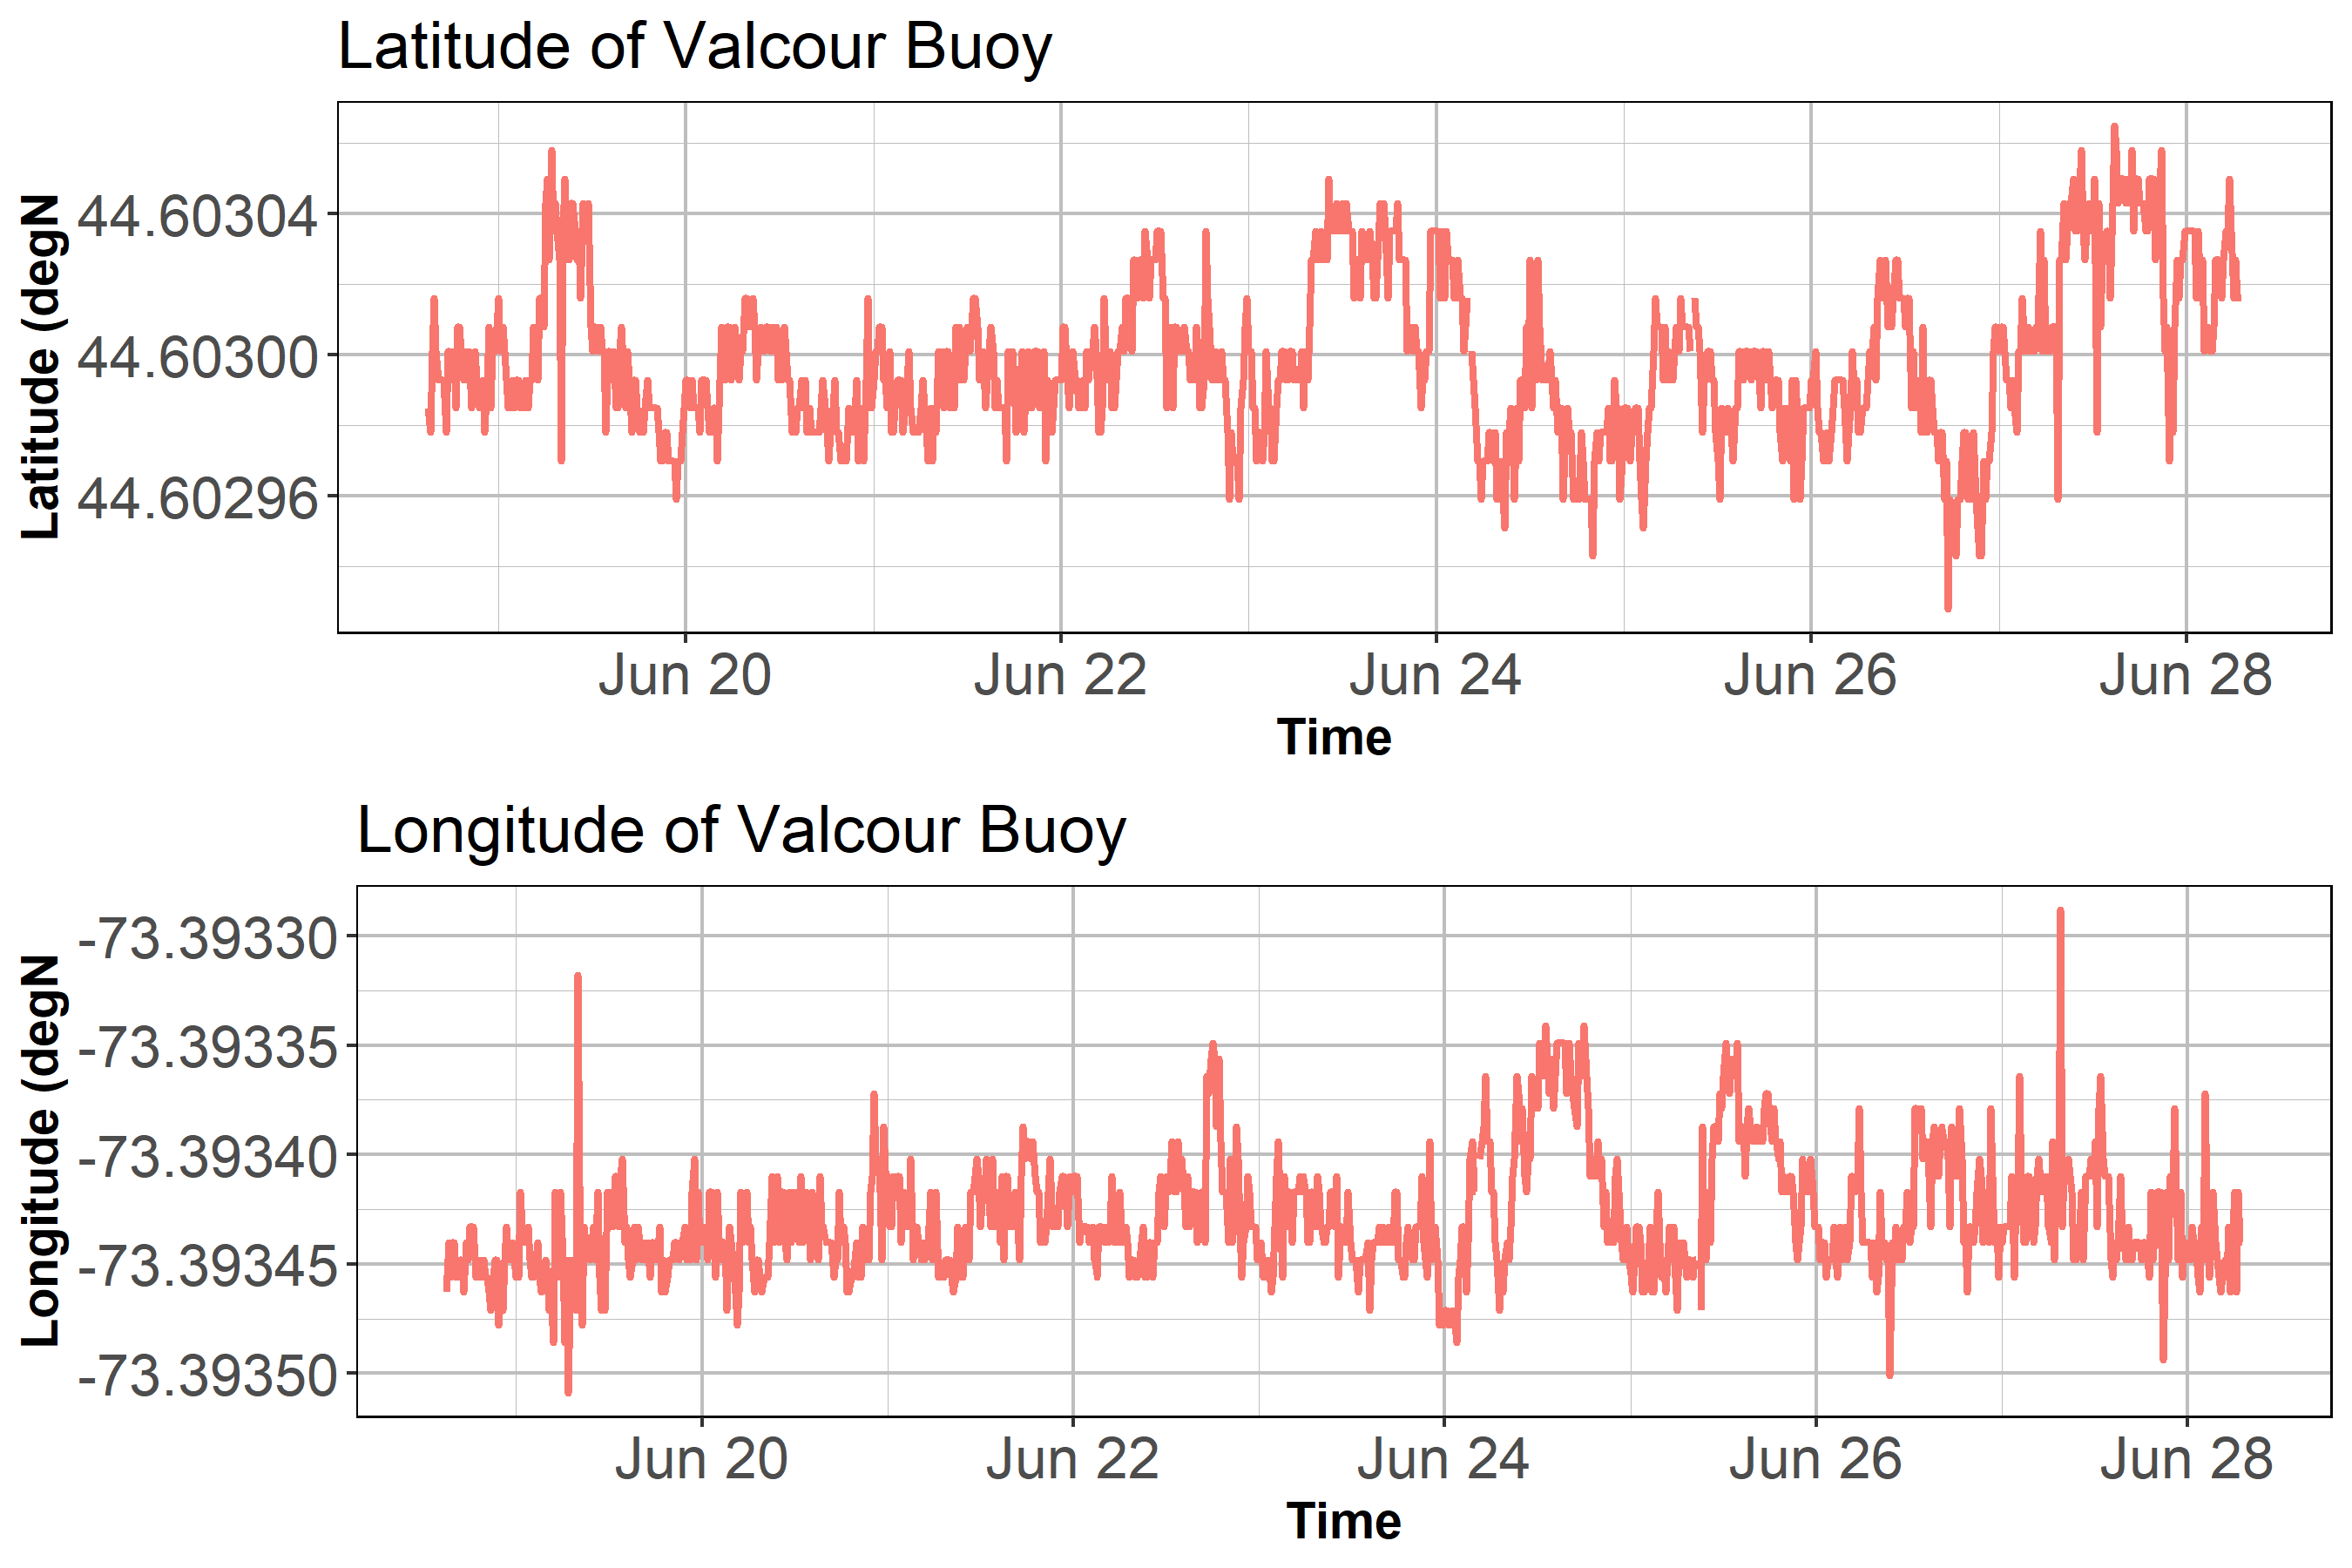 Latitude of Valcour Buoy
Latitude (degN
44.60304
44.60300
44.60296
Jun 20 Jun 22 Jun 24 Jun 26 Jun 28
Time
Longitude of Valcour Buoy
Longitude (degN
-73.39330
-73.39335
-73.39340
-73.39345
-73.39350
Jun 20 Jun 22 Jun 24 Jun 26 Jun 28
Time